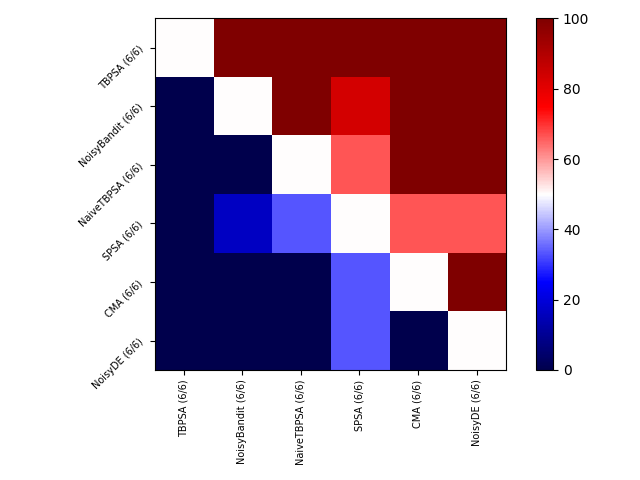 TBPSA (6/6)
NoisyBandit (6/6)
NaiveTBPSA (6/6)
SPSA (6/6)
CMA (6/6)
NoisyDE (6/6)
TBPSA (6/6)
NoisyBandit (6/6)
NaiveTBPSA (6/6)
SPSA (6/6)
CMA (6/6)
NoisyDE (6/6)
100
80
60
40
20
0